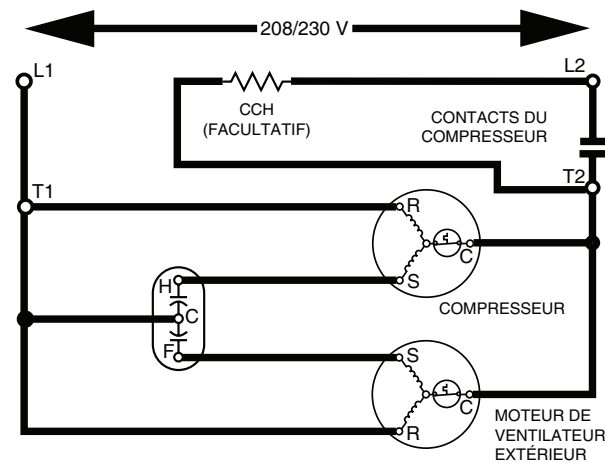 208/230 V
L1
L2
CCH
(FACULTATIF)
CONTACTS DU
COMPRESSEUR
T1
T2
R
C
S
COMPRESSEUR
H
C
F
S
C
R
MOTEUR DE
VENTILATEUR
EXTÉRIEUR